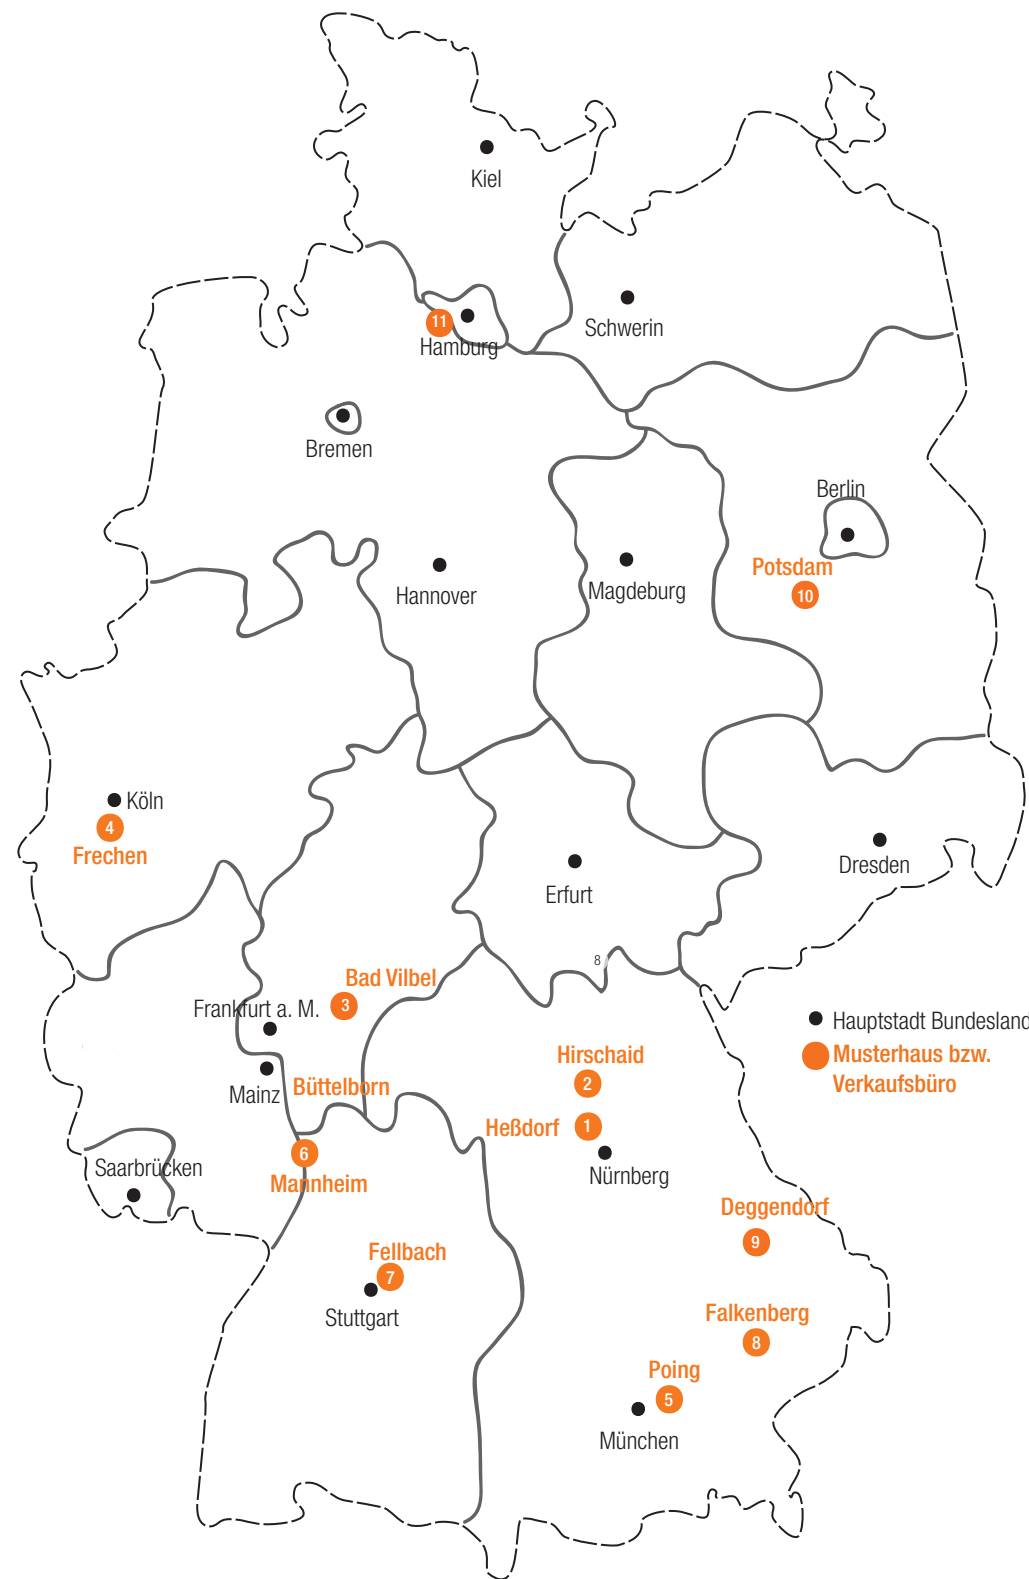 Kiel
Schwerin
11
Hamburg
Bremen
Berlin
Hannover
Magdeburg
Potsdam
10
Köln
4
Frechen
Erfurt
Dresden
8
Bad Vilbel
Frankfurt a. M.
3
Hauptstadt Bundesland
Musterhaus bzw.
Verkaufsbüro
Hirschaid
2
Mainz
Büttelborn
Heßdorf
1
Nürnberg
6
Mannheim
Saarbrücken
Deggendorf
9
Fellbach
7
Stuttgart
Falkenberg
8
Poing
5
München